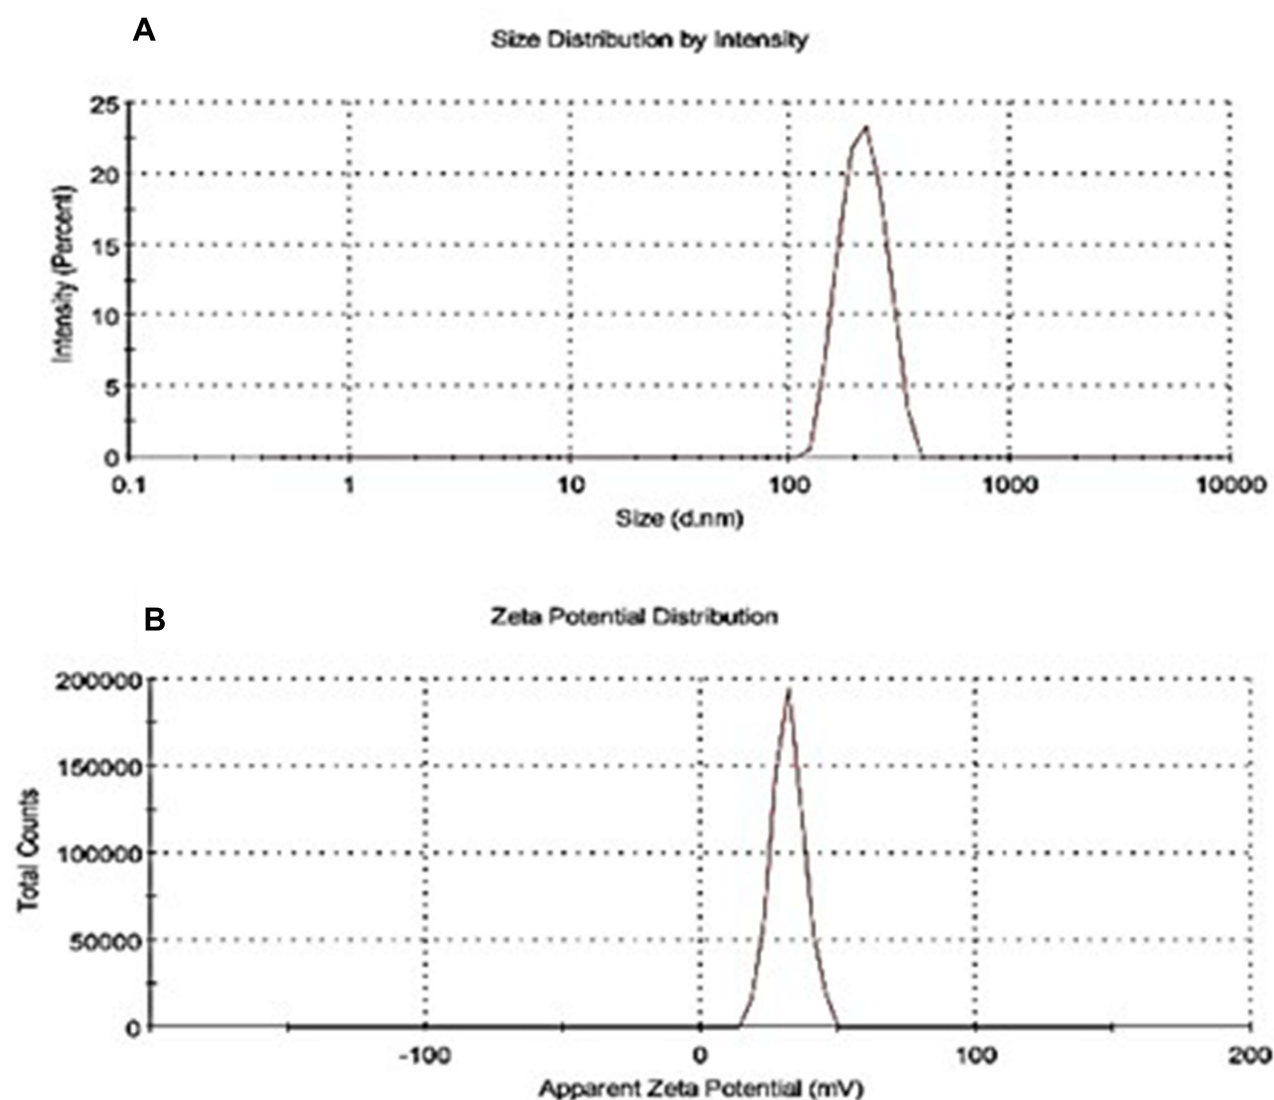 A
Size Distribution by Intensity
25
20
15
10
5
0
Intensity (Percent)
0.1 1 10 100 1000 10000
Size (d.nm)
B
Zeta Potential Distribution
200000
150000
100000
50000
0
Total Counts
-100 0 100 200
Apparent Zeta Potential (mV)